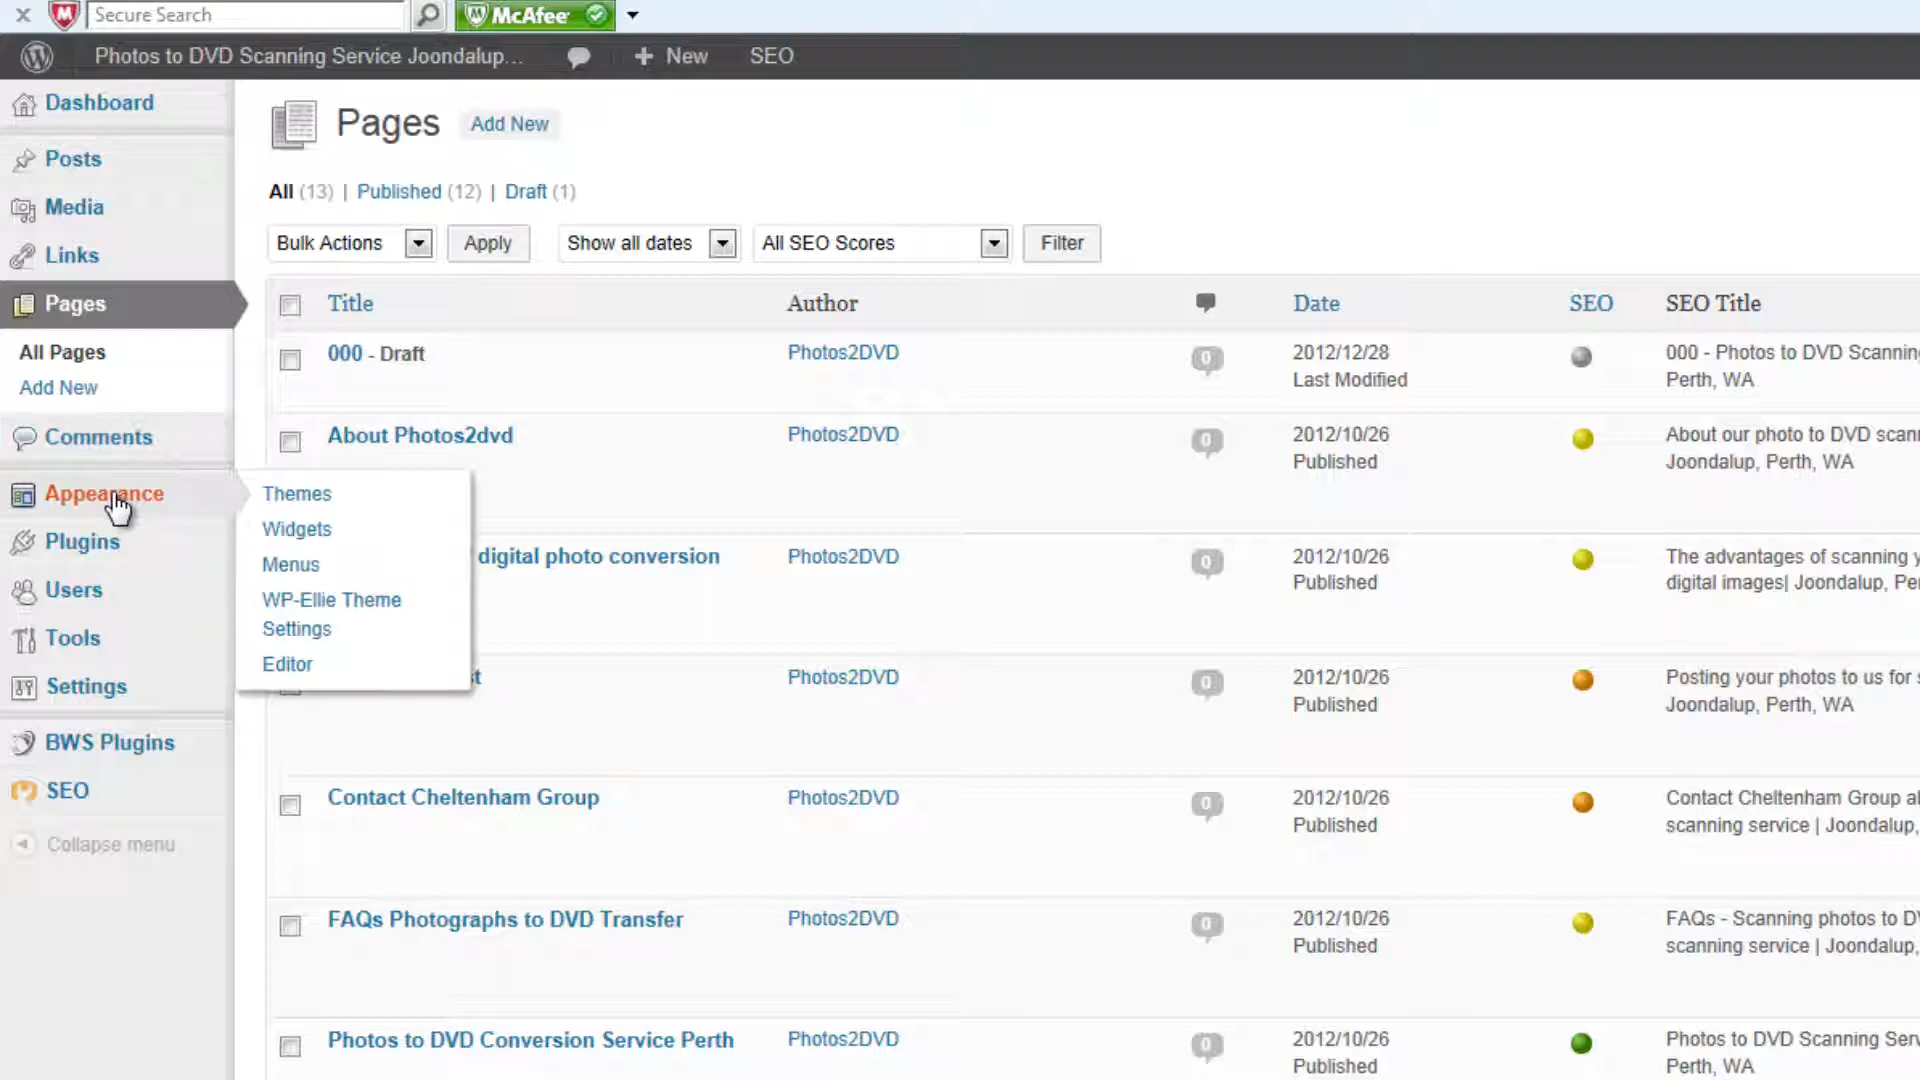 Secure Search
McAfee
Photos to DVD Scanning Service Joondalup...
New
SEO
Dashboard
Posts
Media
Links
Pages
All Pages
Add New
Comments
Appearance
Plugins
Users
Tools
Settings
BWS Plugins
SEO
Collapse menu
Themes
Widgets
Menus
WP-Ellie Theme
Settings
Editor
Pages Add New
All (13) | Published (12) | Draft (1)
Bulk Actions Apply Show all dates All SEO Scores Filter
Title Author Date SEO SEO Title
000 - Draft Photos2DVD 0 2012/12/28 000 - Photos to DVD Scanning
Last Modified Perth, WA
About Photos2dvd Photos2DVD 0 2012/10/26 About our photo to DVD scan
Published Joondalup, Perth, WA
digital photo conversion Photos2DVD 0 2012/10/26 The advantages of scanning y
Published digital images| Joondalup, Pe
t Photos2DVD 0 2012/10/26 Posting your photos to us for s
Published Joondalup, Perth, WA
Contact Cheltenham Group Photos2DVD 0 2012/10/26 Contact Cheltenham Group a
Published scanning service | Joondalup,
FAQs Photographs to DVD Transfer Photos2DVD 0 2012/10/26 FAQs - Scanning photos to D
Published scanning service | Joondalup,
Photos to DVD Conversion Service Perth Photos2DVD 0 2012/10/26 Photos to DVD Scanning Serv
Published Perth, WA